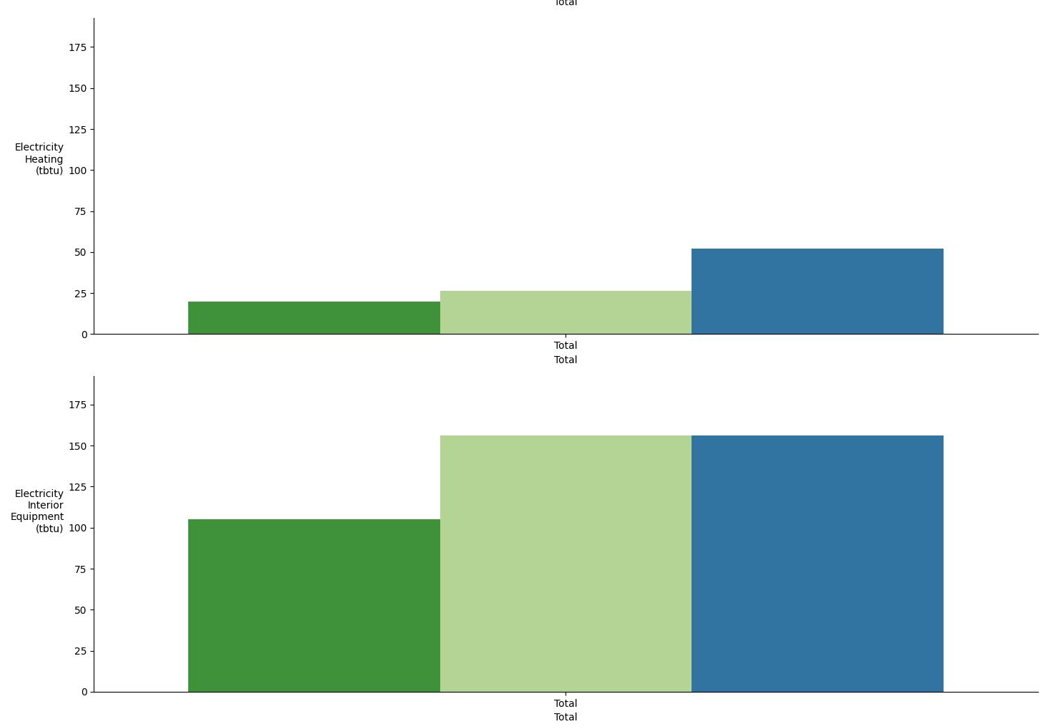 Total
175
150
125
Electricity
Heating
(tbtu)
100
75
50
25
0
Total
Total
175
150
125
Electricity
Interior
Equipment
(tbtu)
100
75
50
25
0
Total
Total